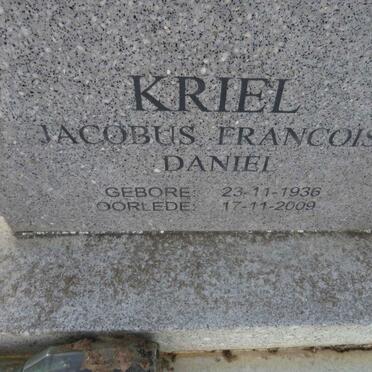 KRIEL
JACOBUS FRANCOIS
DANIEL
GEBORE: 23-11-1936
OORLEDE: 17-11-2009